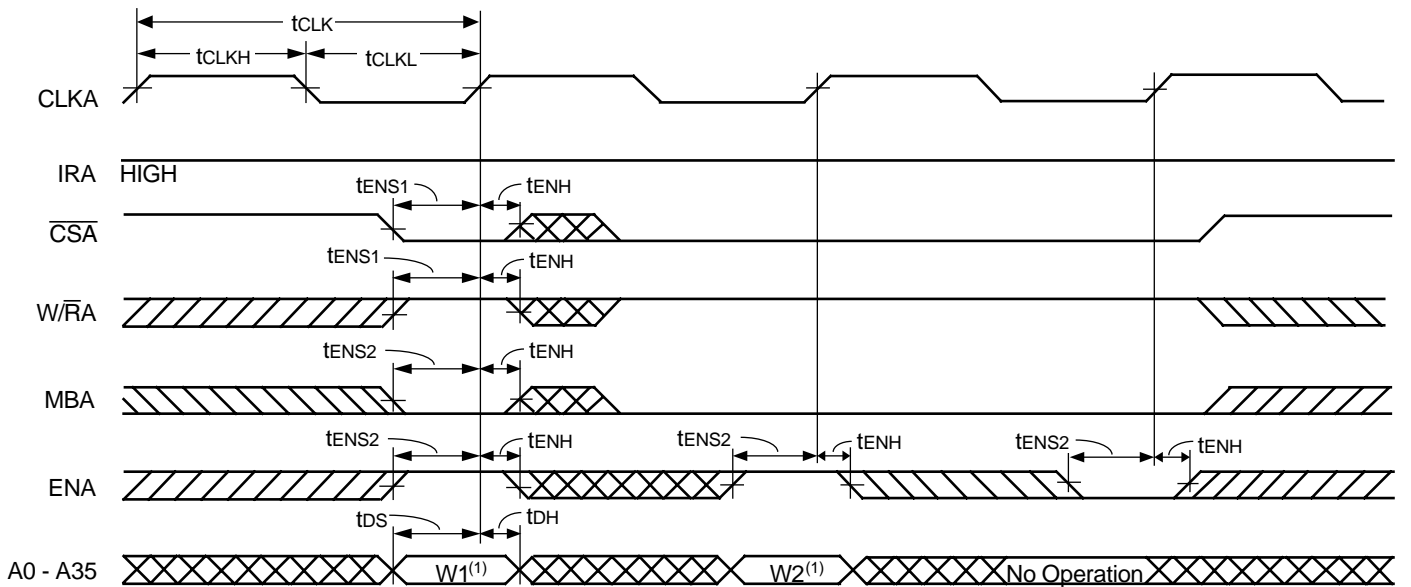 tCLK
tCLKH tCLKL
CLKA
IRA HIGH
tENS1 tENH
CSA
tENS1 tENH
W/RA
tENS2 tENH
MBA
tENS2 tENH tENS2 tENH tENS2 tENH
ENA
tDS tDH
A0 - A35 W1(1) W2(1) No Operation